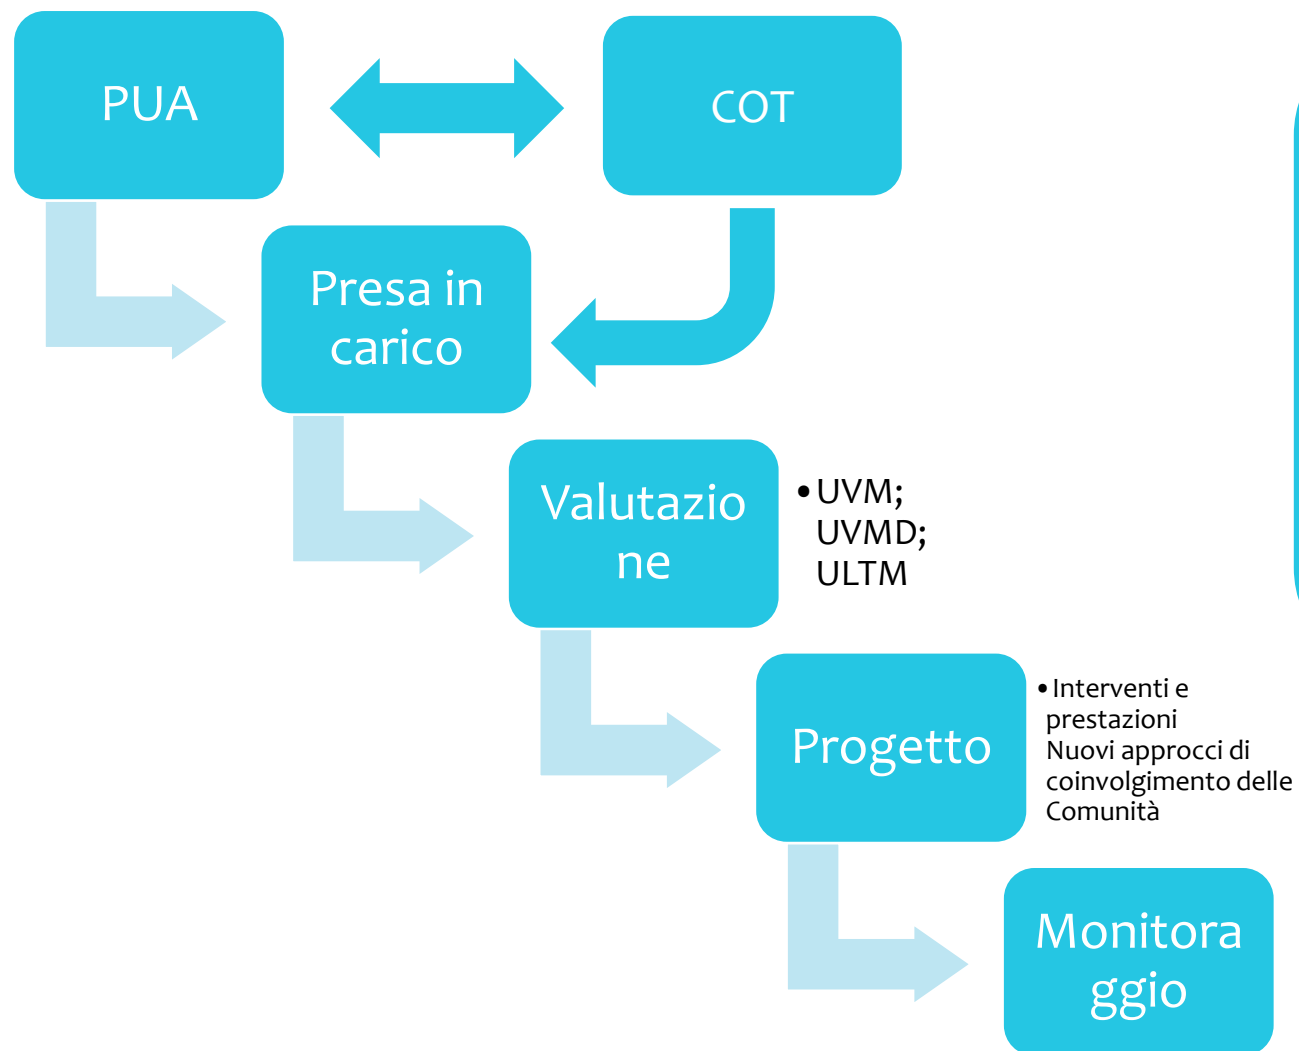 PUA
COT
Presa in
carico
Valutazio
ne
•UVM;
UVMD;
ULTM
Progetto
•Interventi e
prestazioni
Nuovi approcci di
coinvolgimento delle
Comunità
Monitora
ggio